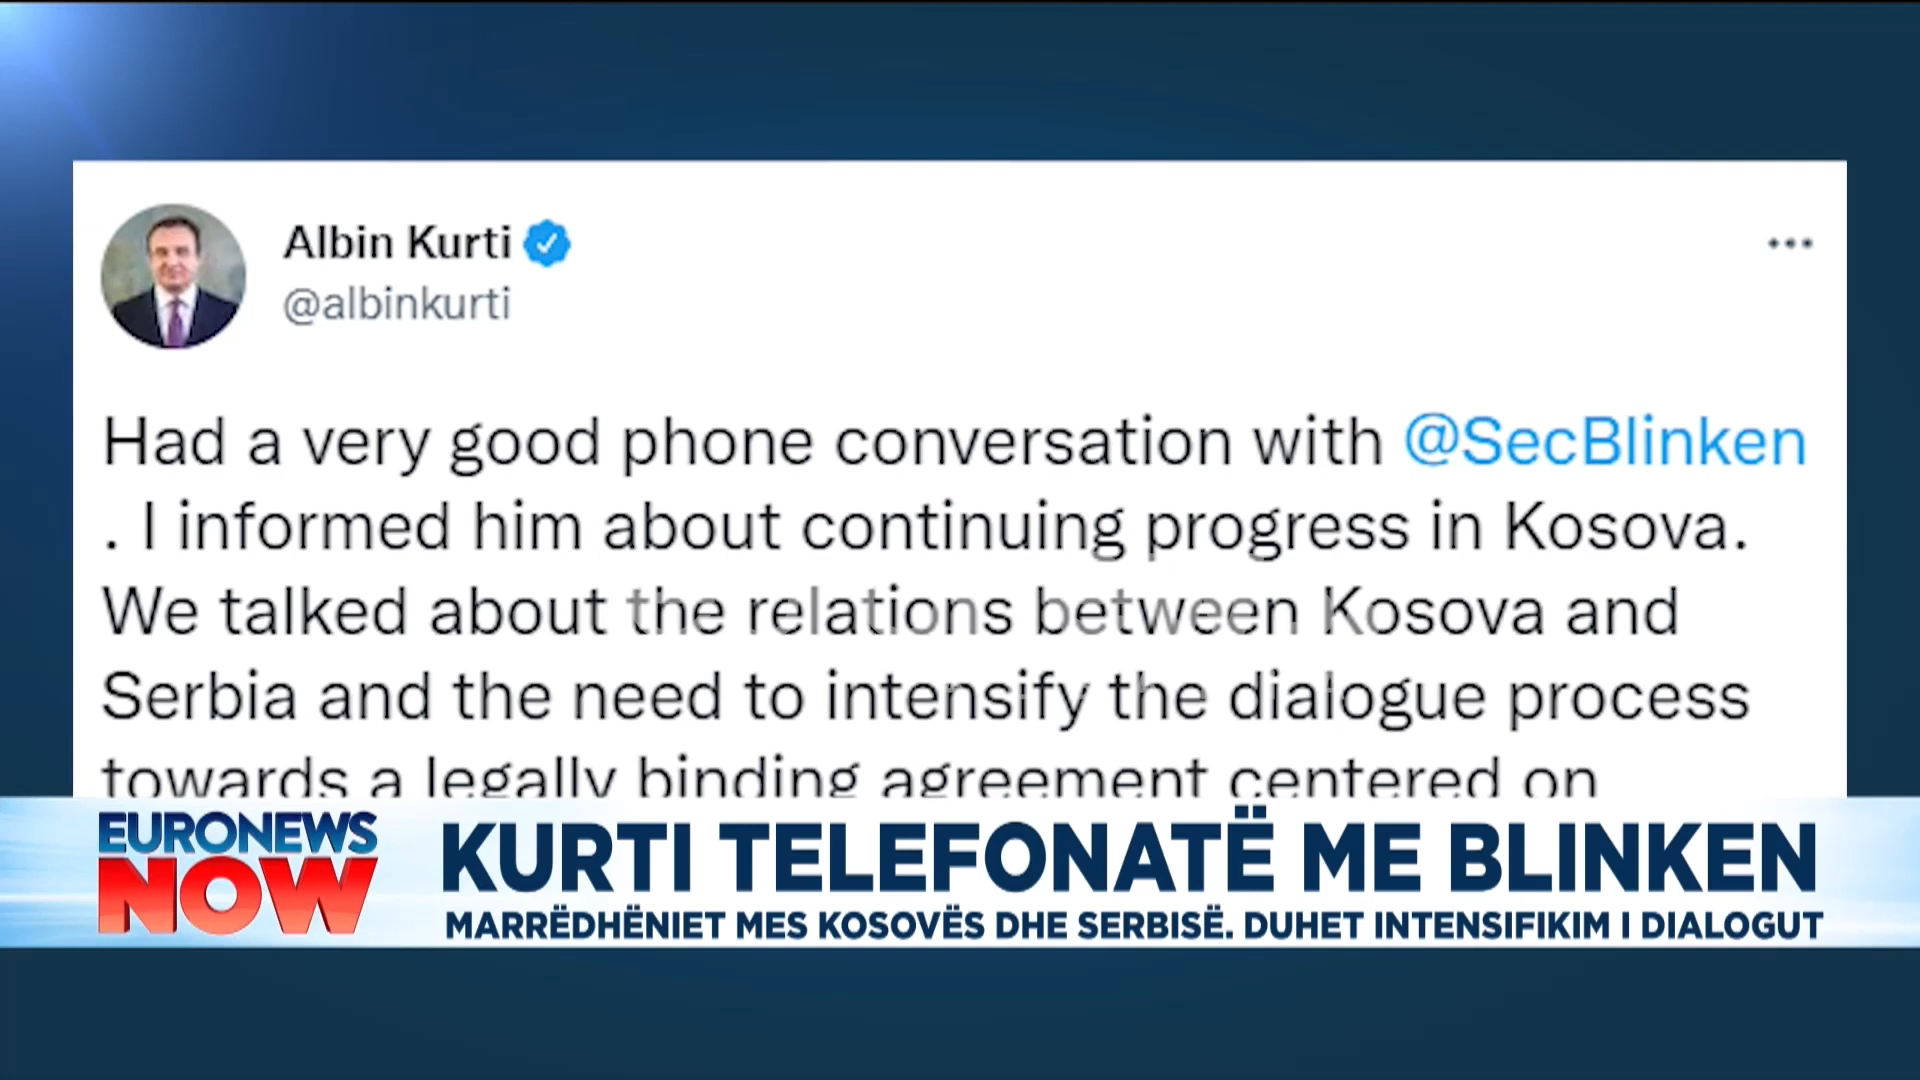 Albin Kurti
@albinkurti
Had a very good phone conversation with @SecBlinken
. I informed him about continuing progress in Kosova.
We talked about the relations between Kosova and
Serbia and the need to intensify the dialogue process
towards a legally binding agreement centered on
EURONEWS
NOW
KURTI TELEFONATË ME BLINKEN
MARRËDHËNIET MES KOSOVËS DHE SERBISË. DUHET INTENSIFIKIM I DIALOGUT